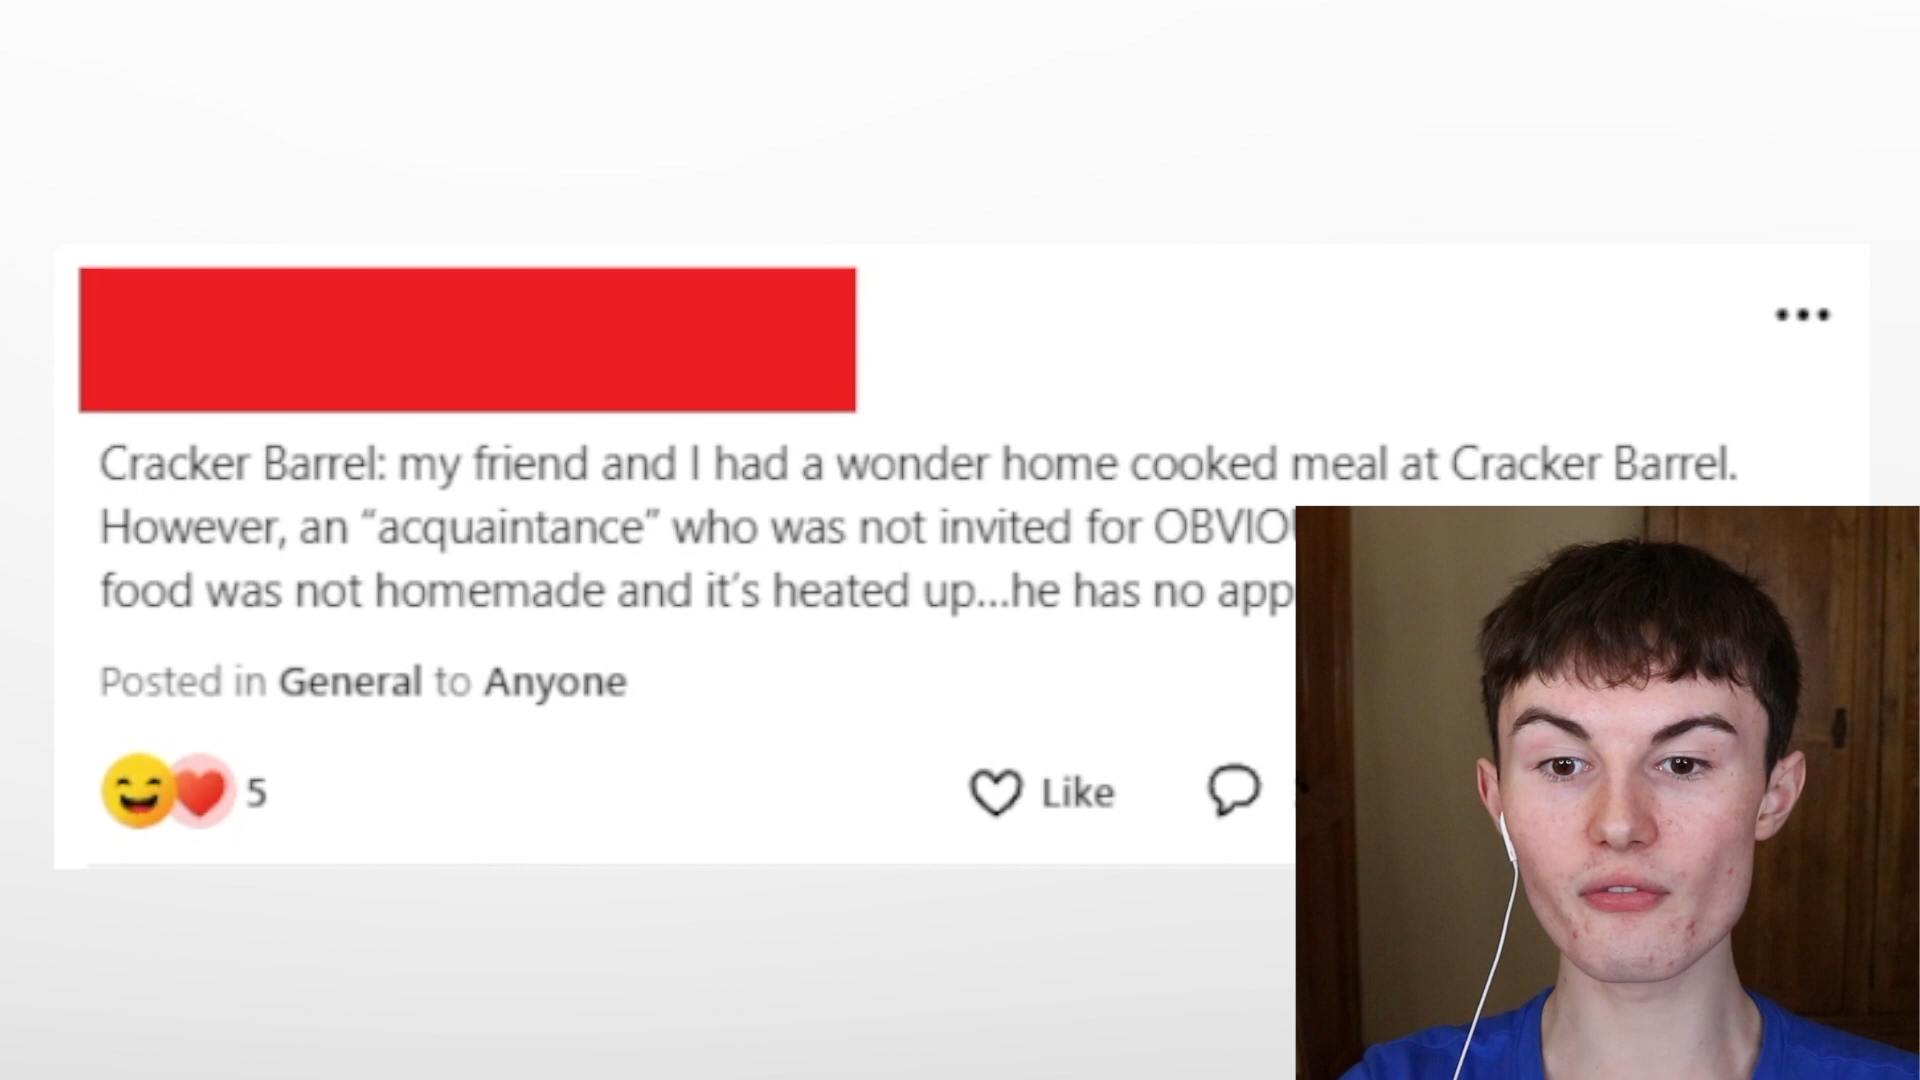 Cracker Barrel: my friend and I had a wonder home cooked meal at Cracker Barrel.
However, an “acquaintance” who was not invited for
food was not homemade and it’s heated up...he has no
Posted in General to Anyone
5
Like